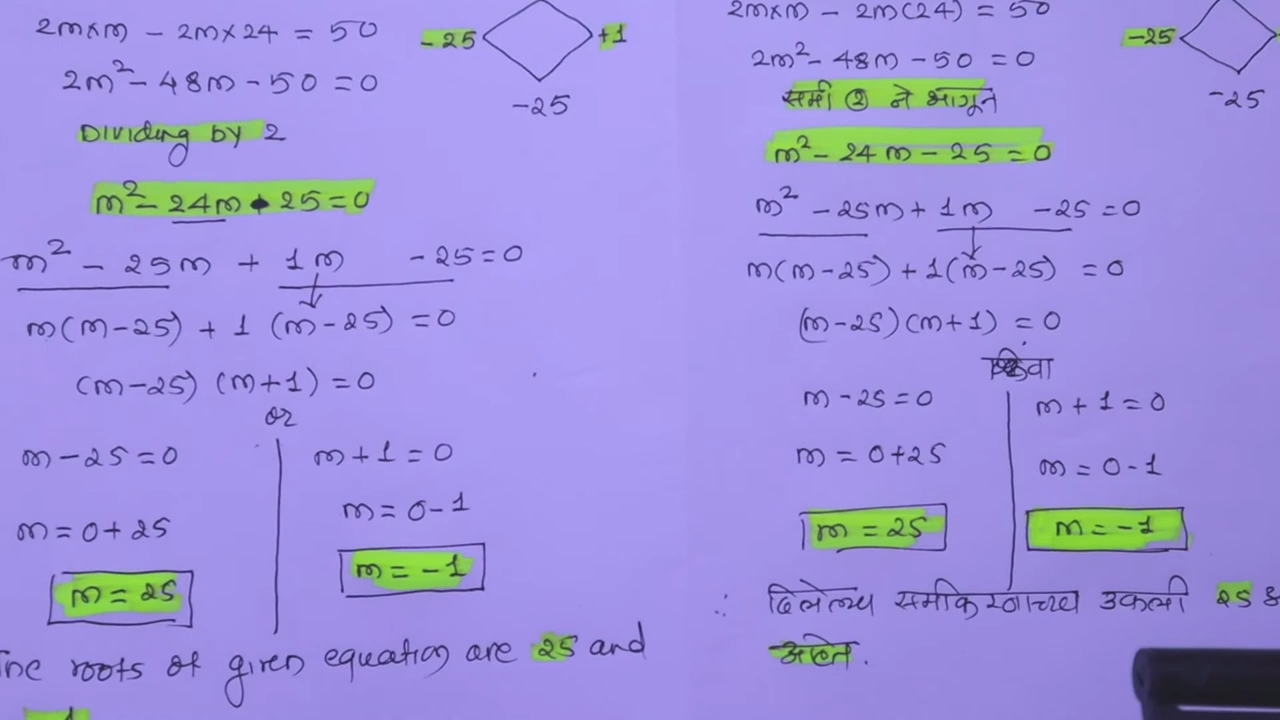 2m×m − 2m×24 = 50
-25 +1
2m² − 48m − 50 = 0
-25
Dividing by 2
m² − 24m • 25 = 0
m² − 25m + 1m − 25 = 0
m(m−25) + 1 (m−25) = 0
(m−25) (m+1) = 0
or
m−25 = 0
m = 0+25
m = 25
m+1 = 0
m = 0−1
m = −1
The roots of given equation are 25 and
2m×m − 2m(24) = 50
-25
2m² − 48m − 50 = 0
-25
समी ② ने भागून
m² − 24m − 25 = 0
m² − 25m + 1m − 25 = 0
m(m−25) + 1(m−25) = 0
(m−25)(m+1) = 0
m−25 = 0
m = 0+25
m = 25
m+1 = 0
m = 0−1
m = −1
∴ दिलेल्या समीकरणाच्या उकली 25 &
आहेत.